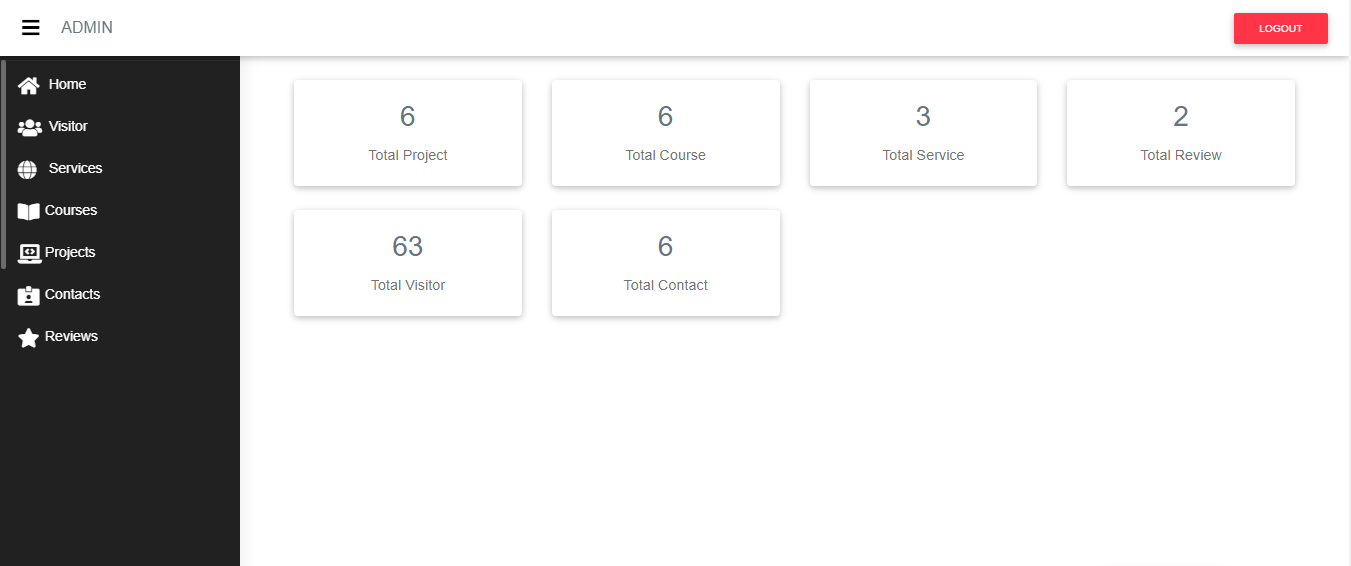 ADMIN
LOGOUT
Home
Visitor
Services
Courses
Projects
Contacts
Reviews
6
Total Project
6
Total Course
3
Total Service
2
Total Review
63
Total Visitor
6
Total Contact